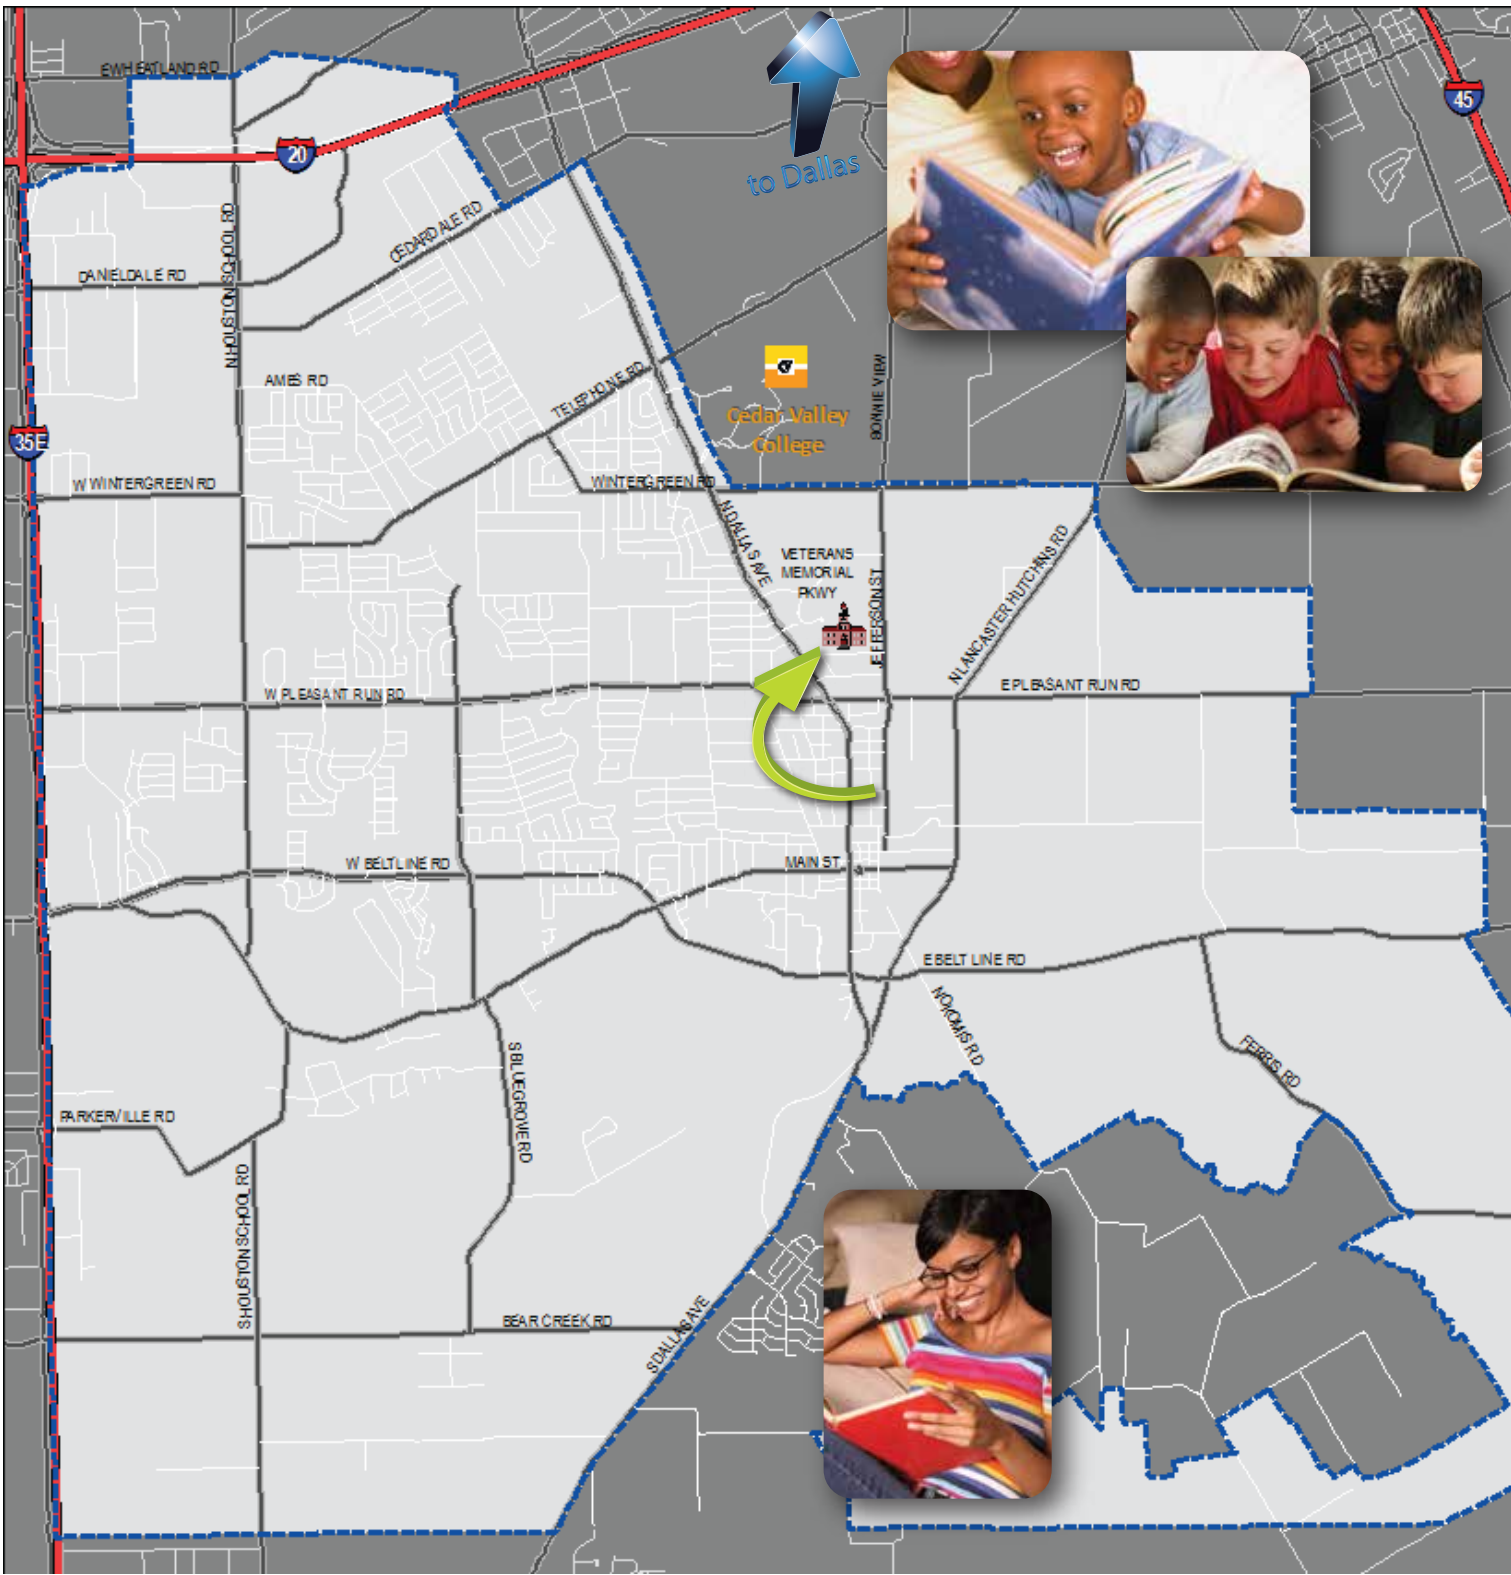 E WHEATLAND RD
45
20
to Dallas
N HOUSTON SCHOOL RD
CEDARDALE RD
DANIELDALE RD
AMES RD
TELEPHONE RD
BONNIE VIEW
Cedar Valley
College
35E
W WINTERGREEN RD
WINTERGREEN RD
N DALLAS AVE
VETERANS
MEMORIAL
PKWY
JEFFERSON ST
N LANCASTER HUTCHINS RD
W PLEASANT RUN RD
E PLEASANT RUN RD
W BELTLINE RD
MAIN ST
E BELT LINE RD
NOKOMIS RD
FERRIS RD
S BLUEGROVE RD
PARKERVILLE RD
S HOUSTON SCHOOL RD
BEAR CREEK RD
S DALLAS AVE